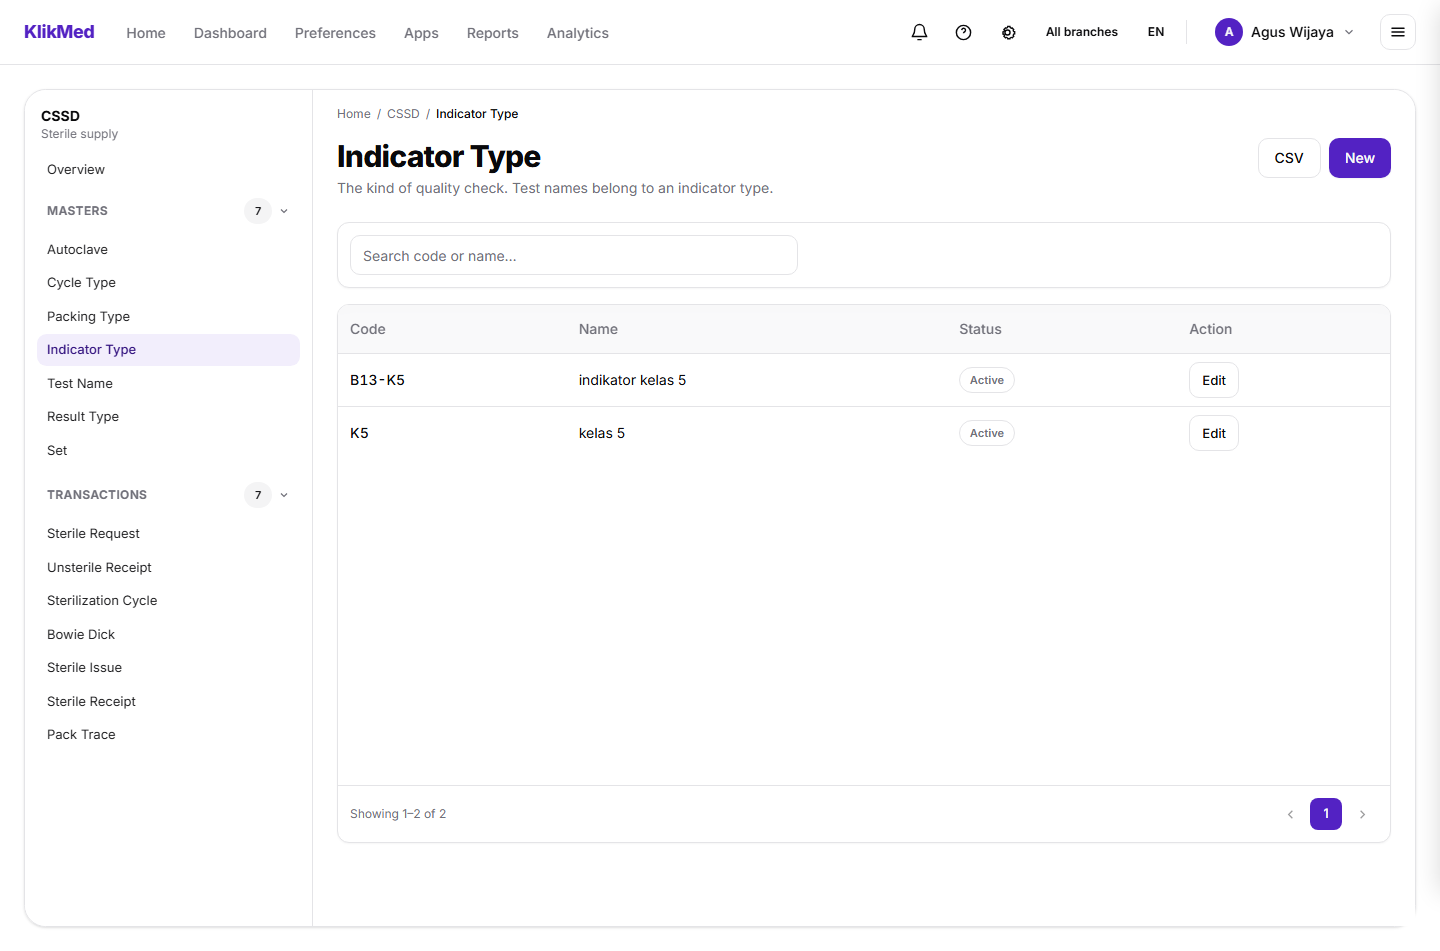 KlikMed
Home
Dashboard
Preferences
Apps
Reports
Analytics
All branches
EN
A
Agus Wijaya
CSSD
Sterile supply
Overview
MASTERS
7
Autoclave
Cycle Type
Packing Type
Indicator Type
Test Name
Result Type
Set
TRANSACTIONS
7
Sterile Request
Unsterile Receipt
Sterilization Cycle
Bowie Dick
Sterile Issue
Sterile Receipt
Pack Trace
Home / CSSD / Indicator Type
Indicator Type
The kind of quality check. Test names belong to an indicator type.
CSV
New
Search code or name...
Code Name Status Action
B13-K5 indikator kelas 5 Active Edit
K5 kelas 5 Active Edit
Showing 1–2 of 2
1